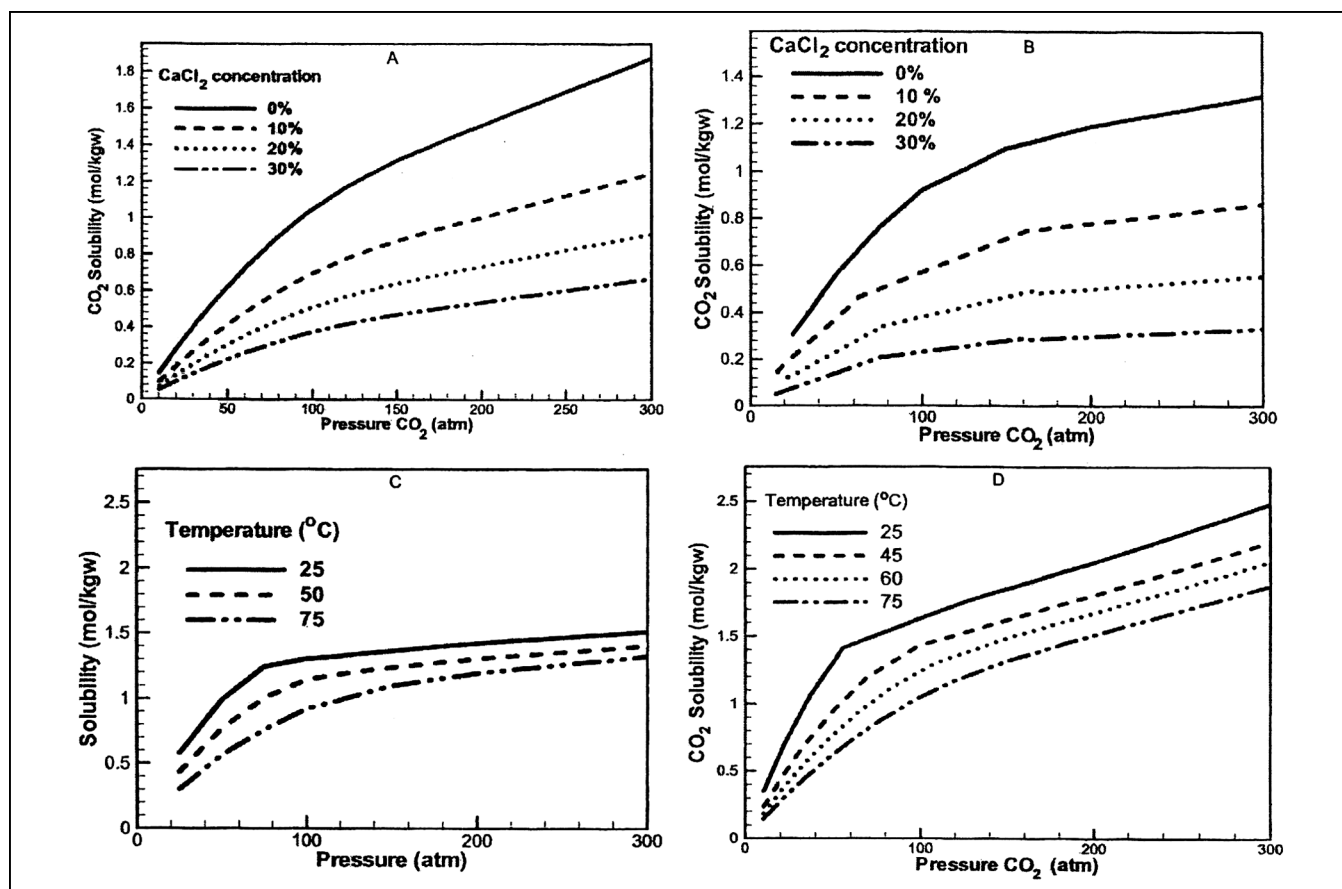 A
CaCl2 concentration
0%
10%
20%
30%
CO2 Solubility (mol/kgw)
1.8
1.6
1.4
1.2
1
0.8
0.6
0.4
0.2
0
0 50 100 150 200 250 300
Pressure CO2 (atm)
B
CaCl2 concentration
0%
10 %
20%
30%
CO2 Solubility (mol/kgw)
1.4
1.2
1
0.8
0.6
0.4
0.2
0
0 100 200 300
Pressure CO2 (atm)
C
Temperature (oC)
25
50
75
Solubility (mol/kgw)
2.5
2
1.5
1
0.5
0
0 100 200 300
Pressure (atm)
D
Temperature (oC)
25
45
60
75
CO2 Solubility (mol/kgw)
2.5
2
1.5
1
0.5
0
0 100 200 300
Pressure CO2 (atm)